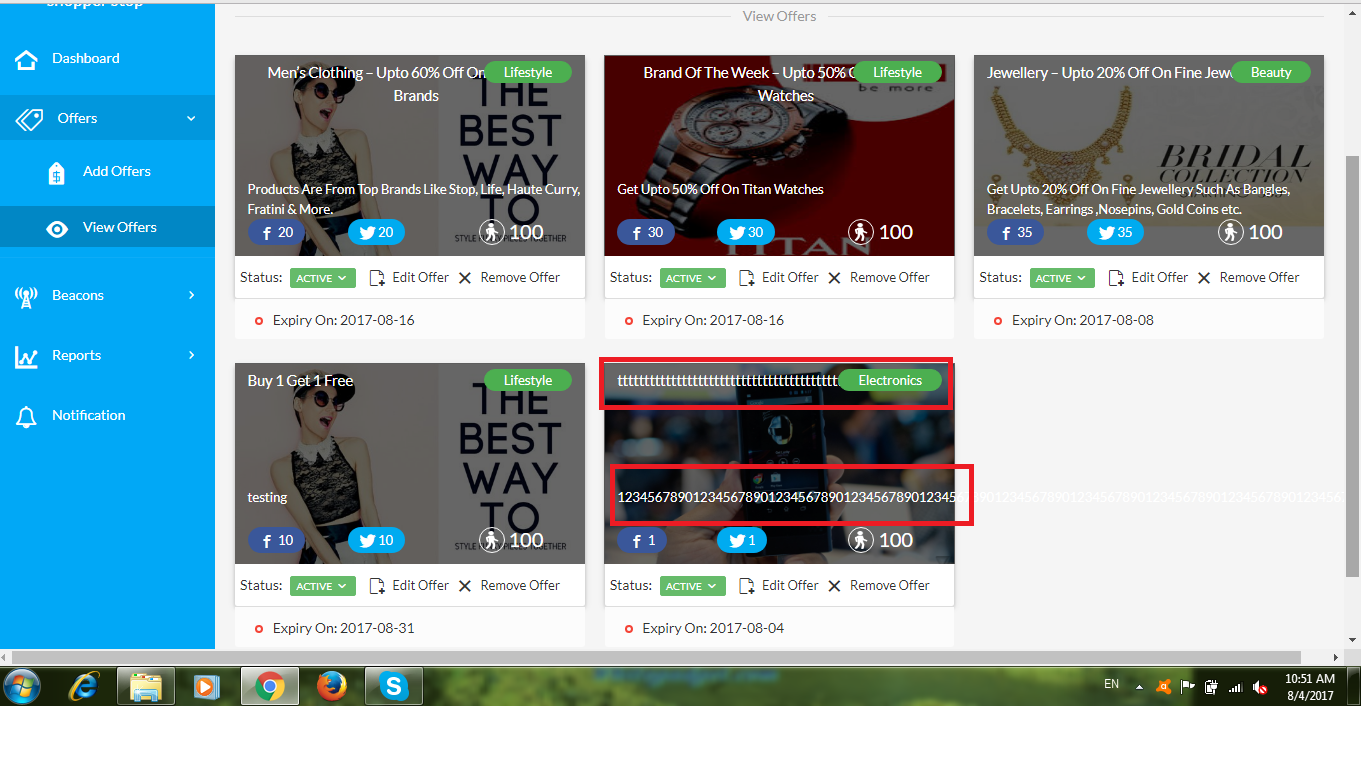 View Offers
Dashboard
Offers
Add Offers
View Offers
Beacons
Reports
Notification
Men's Clothing – Upto 60% Off On
Brands
Lifestyle
THE
BEST
WAY
TO
Products Are From Top Brands Like Stop, Life, Haute Curry,
Fratini & More.
20 20 100
Status: ACTIVE Edit Offer Remove Offer
Expiry On: 2017-08-16
Brand Of The Week – Upto 50%
Watches
Lifestyle
be more
Get Upto 50% Off On Titan Watches
30 30 100
TITAN
Status: ACTIVE Edit Offer Remove Offer
Expiry On: 2017-08-16
Jewellery – Upto 20% Off On Fine
Beauty
BRIDAL
COLLECTION
Get Upto 20% Off On Fine Jewellery Such As Bangles,
Bracelets, Earrings ,Nosepins, Gold Coins etc.
35 35 100
Status: ACTIVE Edit Offer Remove Offer
Expiry On: 2017-08-08
Buy 1 Get 1 Free
Lifestyle
THE
BEST
WAY
TO
testing
10 10 100
Status: ACTIVE Edit Offer Remove Offer
Expiry On: 2017-08-31
Electronics
1 1 100
Status: ACTIVE Edit Offer Remove Offer
Expiry On: 2017-08-04
EN
10:51 AM
8/4/2017